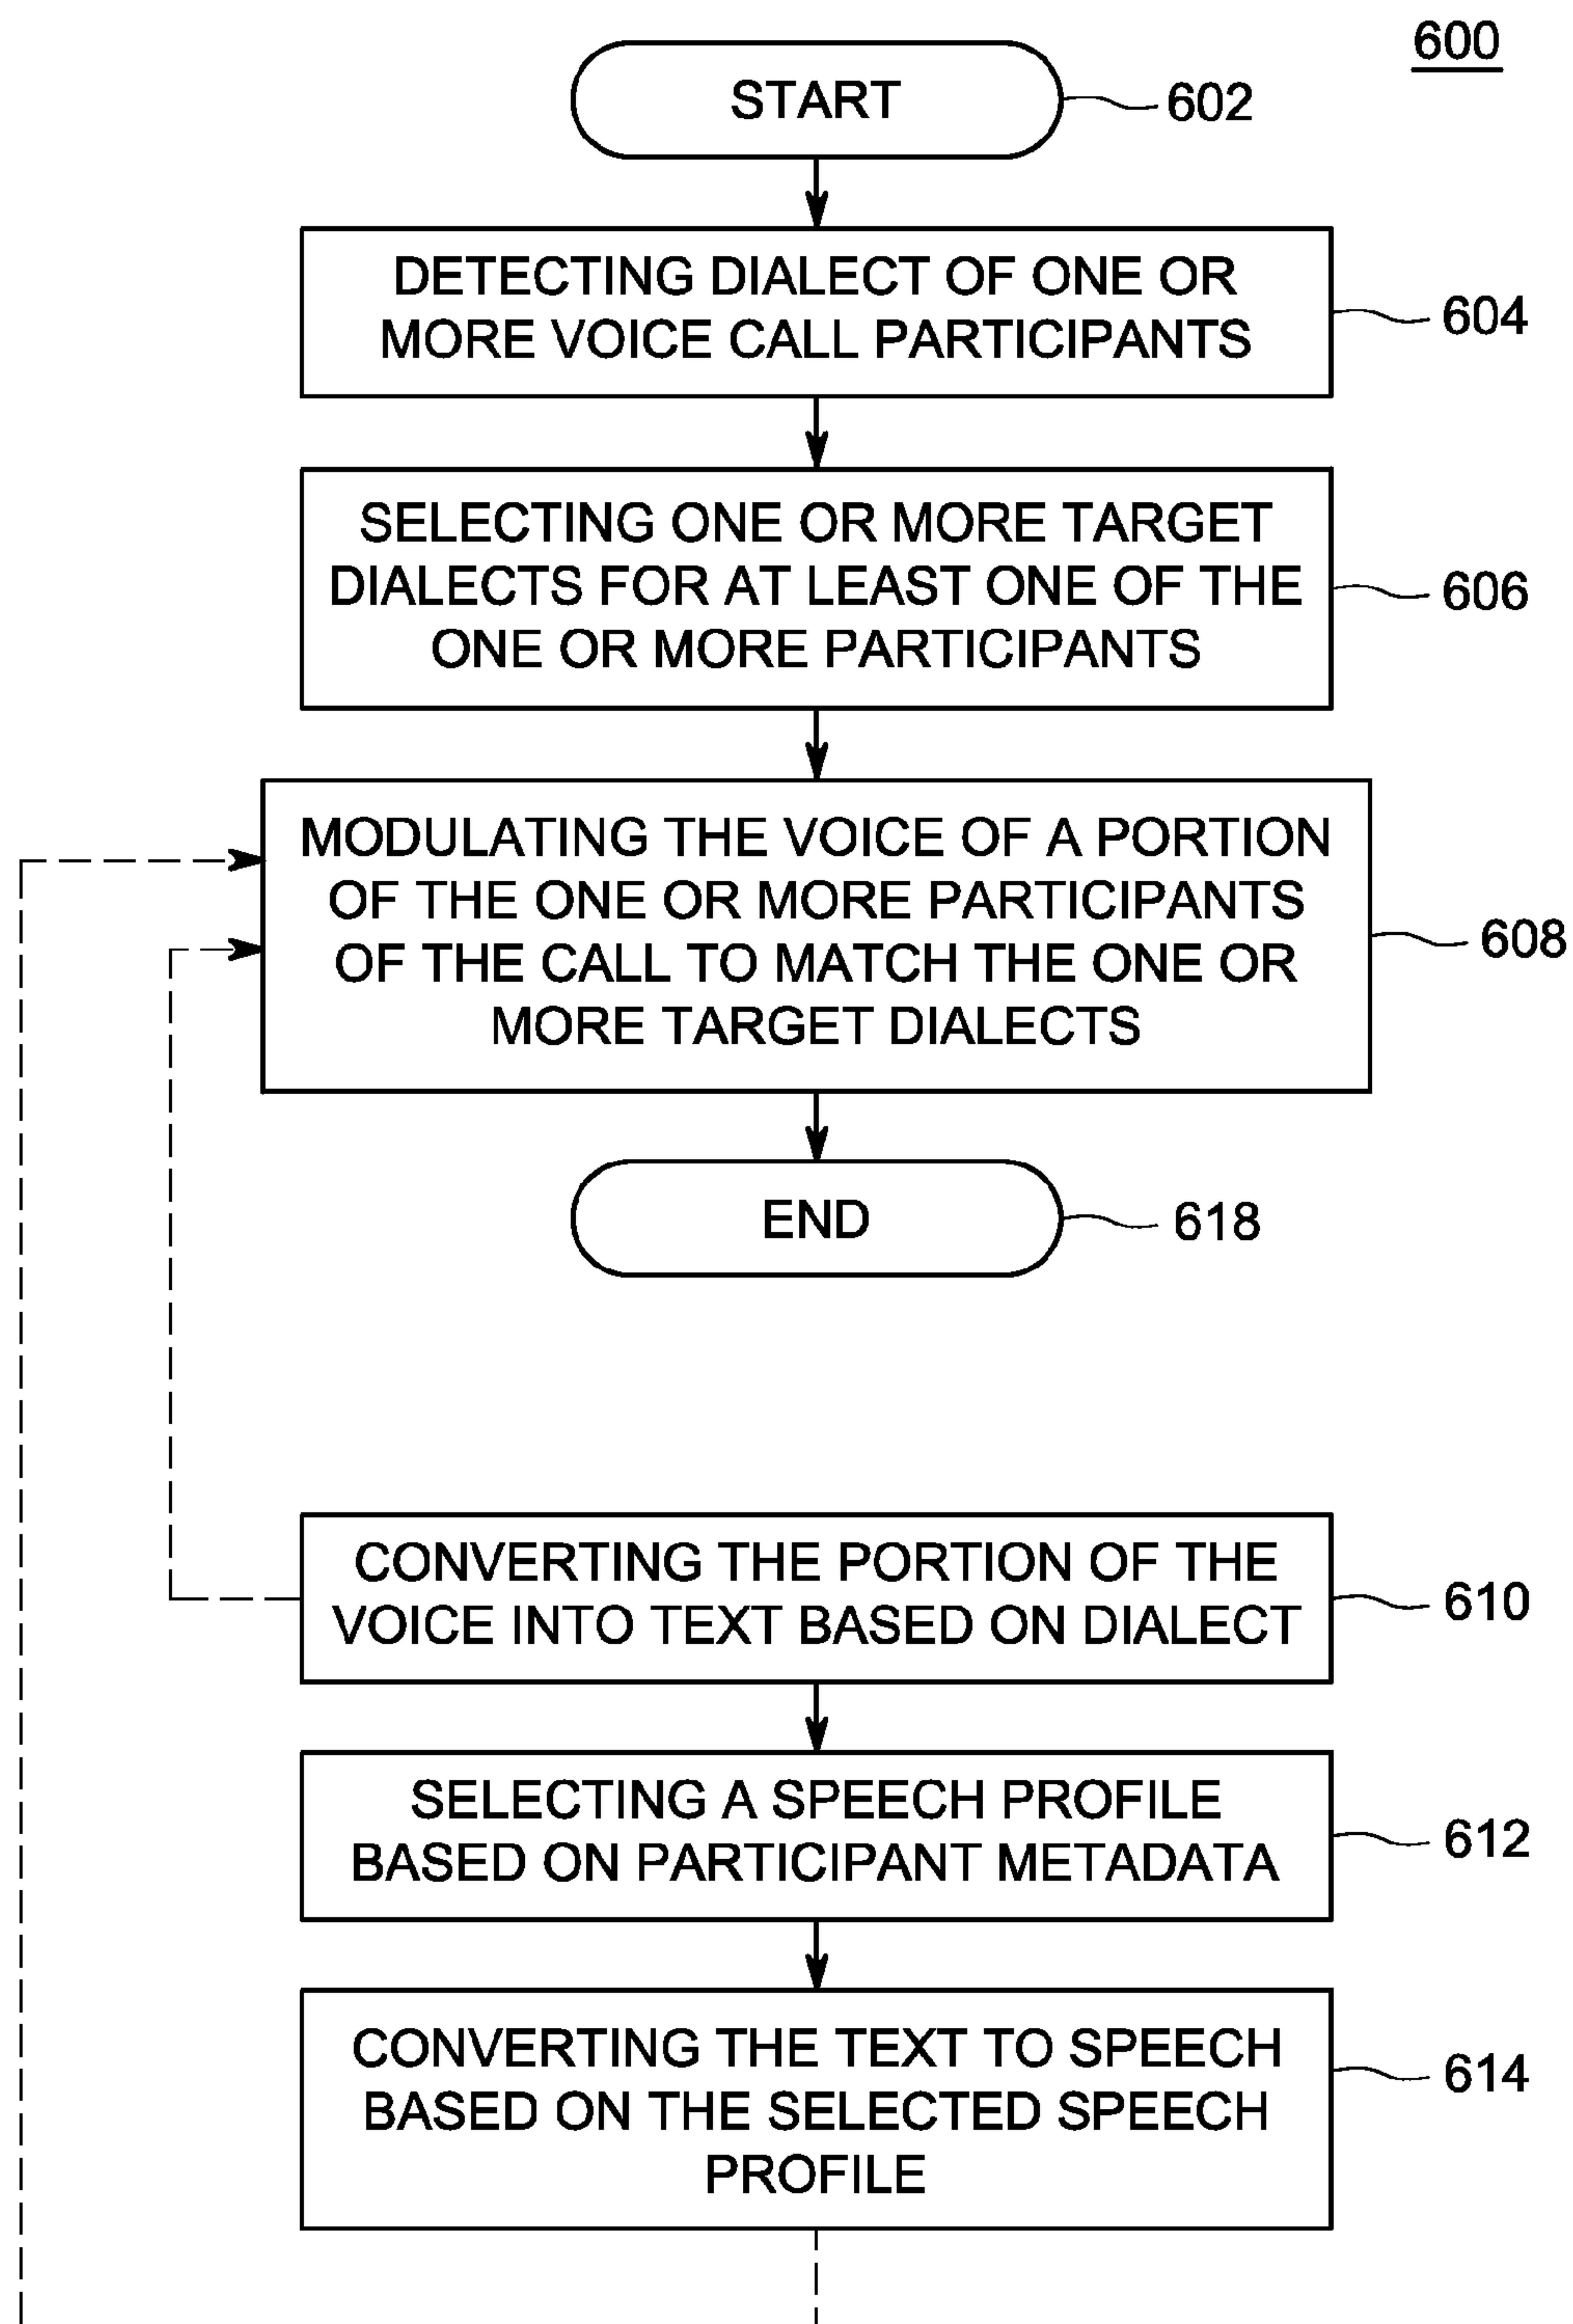 600
START
602
DETECTING DIALECT OF ONE OR
MORE VOICE CALL PARTICIPANTS
604
SELECTING ONE OR MORE TARGET
DIALECTS FOR AT LEAST ONE OF THE
ONE OR MORE PARTICIPANTS
606
MODULATING THE VOICE OF A PORTION
OF THE ONE OR MORE PARTICIPANTS
OF THE CALL TO MATCH THE ONE OR
MORE TARGET DIALECTS
608
END
618
CONVERTING THE PORTION OF THE
VOICE INTO TEXT BASED ON DIALECT
610
SELECTING A SPEECH PROFILE
BASED ON PARTICIPANT METADATA
612
CONVERTING THE TEXT TO SPEECH
BASED ON THE SELECTED SPEECH
PROFILE
614